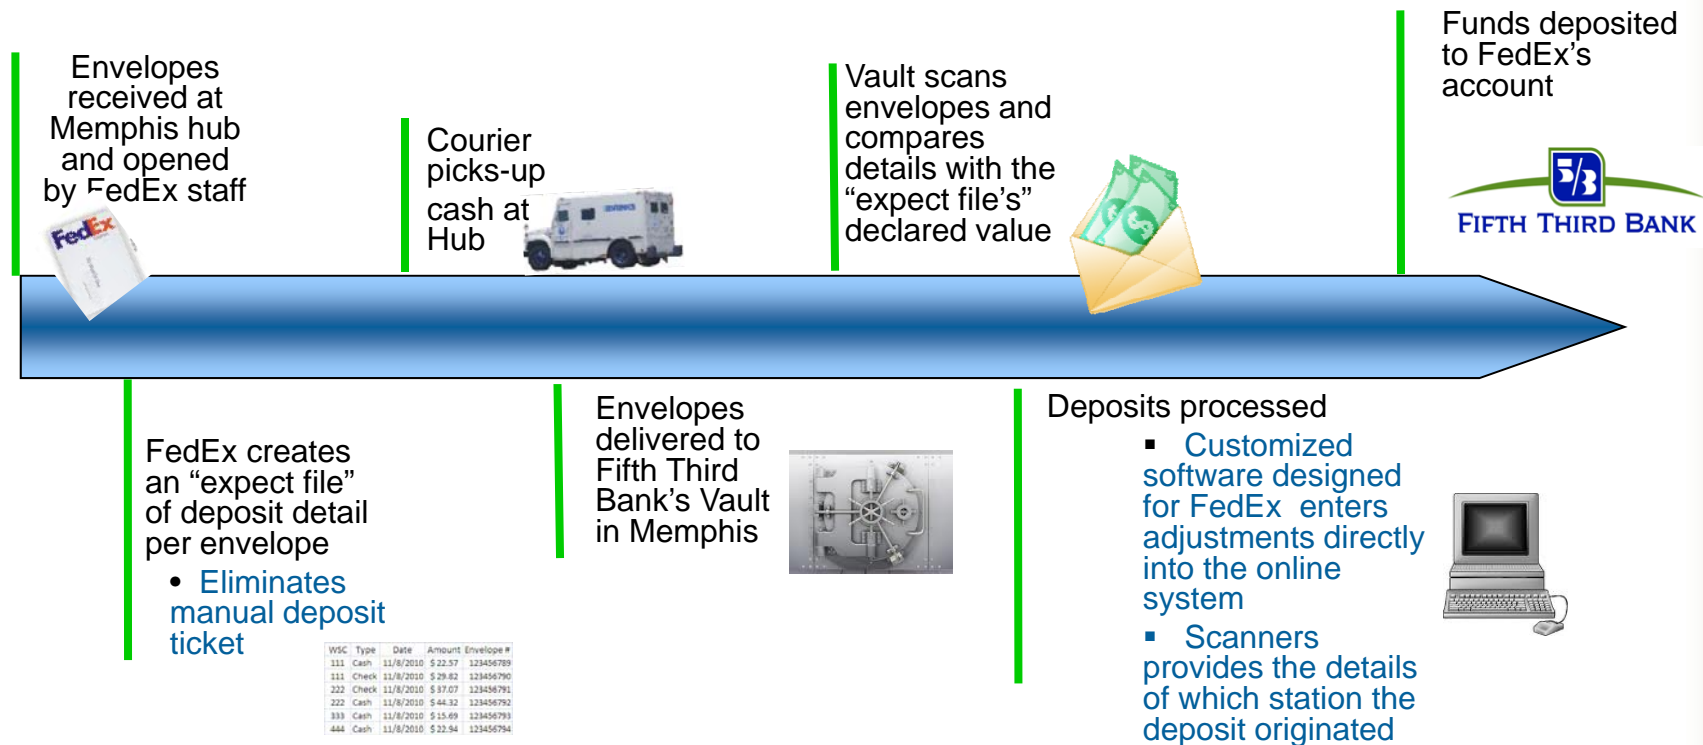 Envelopes
received at
Memphis hub
and opened
by FedEx staff
FedEx
FedEx creates
an “expect file”
of deposit detail
per envelope
• Eliminates
manual deposit
ticket
WSC Type Date Amount Envelope #
111 Cash 11/8/2010 $ 22.57 123456789
111 Check 11/8/2010 $ 29.82 123456790
222 Check 11/8/2010 $ 37.07 123456791
222 Cash 11/8/2010 $ 44.32 123456792
333 Cash 11/8/2010 $ 15.69 123456793
444 Cash 11/8/2010 $ 22.94 123456794
Courier
picks-up
cash at
Hub
Envelopes
delivered to
Fifth Third
Bank’s Vault
in Memphis
Vault scans
envelopes and
compares
details with the
“expect file’s”
declared value
Deposits processed
▪ Customized
software designed
for FedEx enters
adjustments directly
into the online
system
▪ Scanners
provides the details
of which station the
deposit originated
Funds deposited
to FedEx’s
account
5/3
FIFTH THIRD BANK